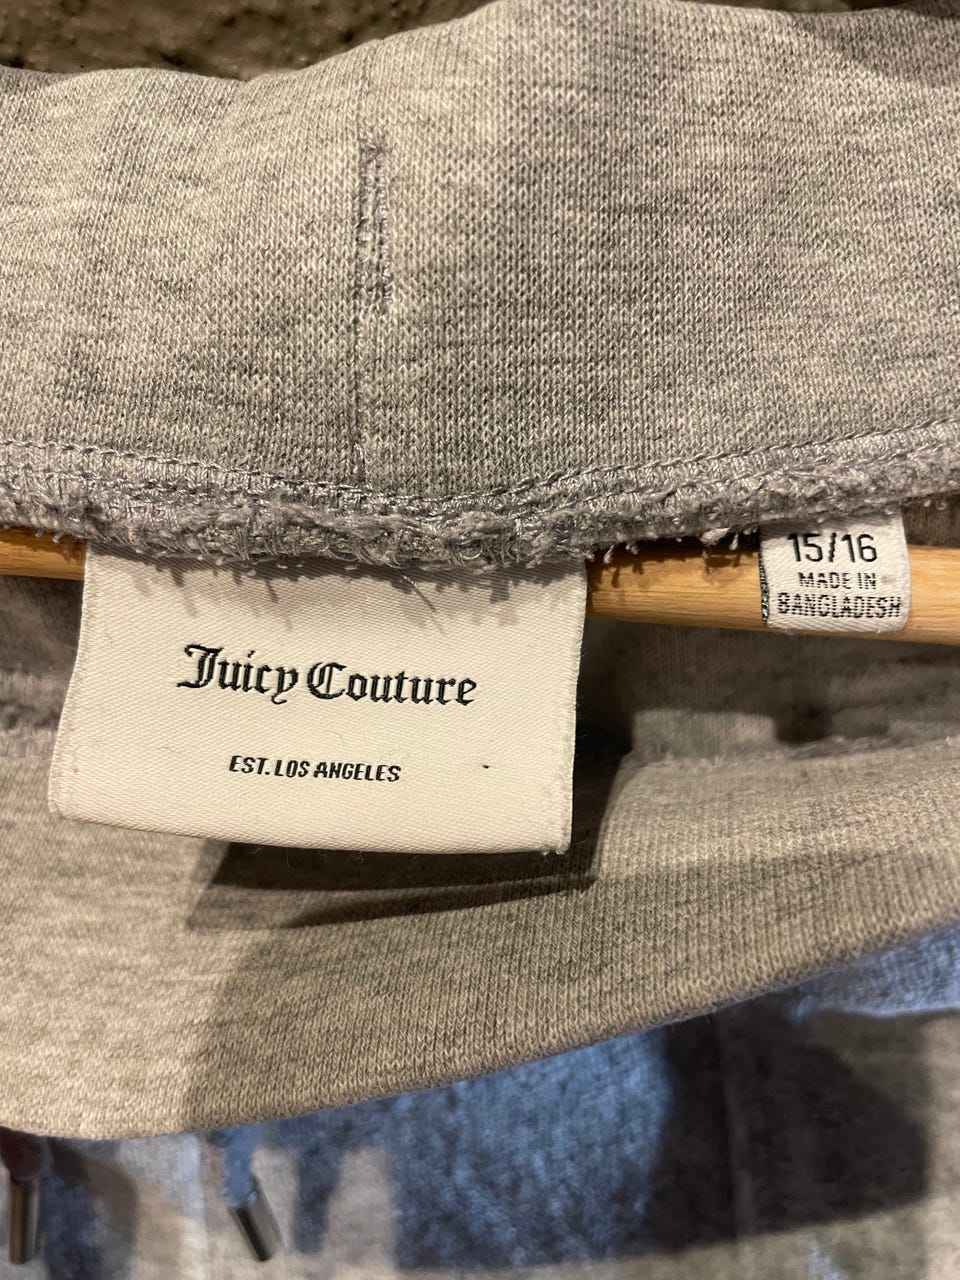 15/16
MADE IN
BANGLADESH
Juicy Couture
EST. LOS ANGELES